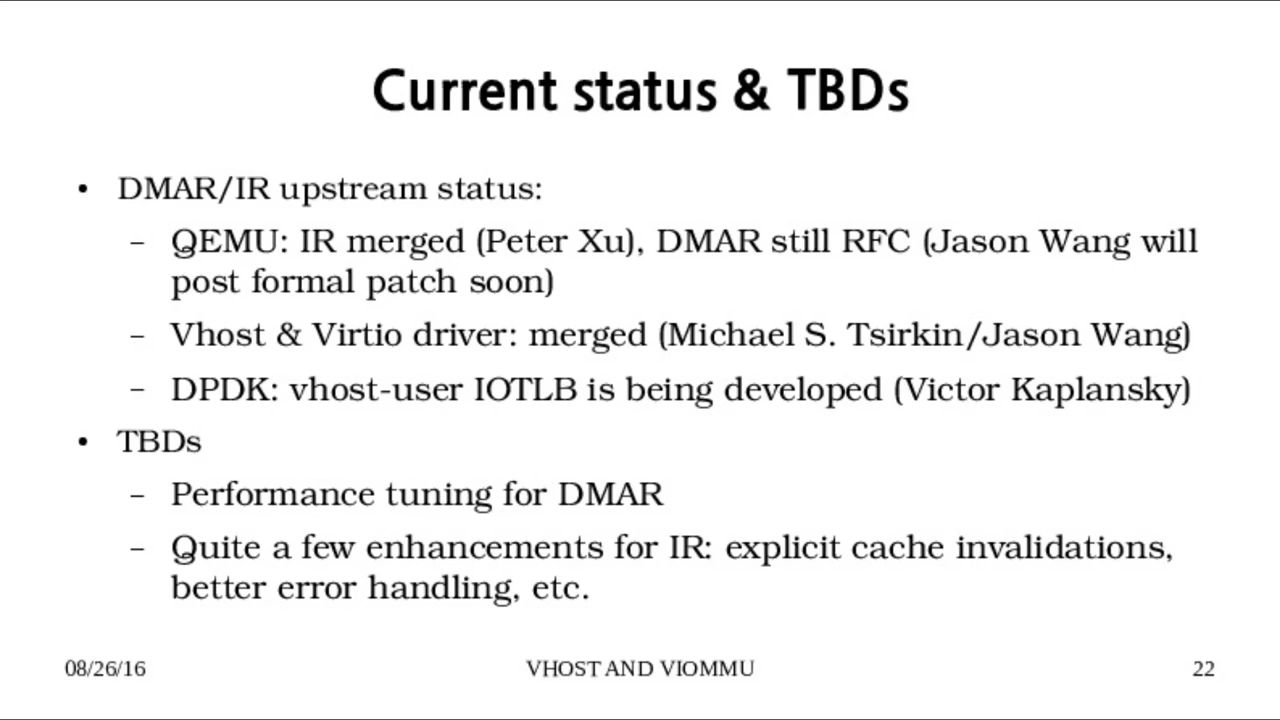 Current status & TBDs
• DMAR/IR upstream status:
– QEMU: IR merged (Peter Xu), DMAR still RFC (Jason Wang will
post formal patch soon)
– Vhost & Virtio driver: merged (Michael S. Tsirkin/Jason Wang)
– DPDK: vhost-user IOTLB is being developed (Victor Kaplansky)
• TBDs
– Performance tuning for DMAR
– Quite a few enhancements for IR: explicit cache invalidations,
better error handling, etc.
08/26/16 VHOST AND VIOMMU 22